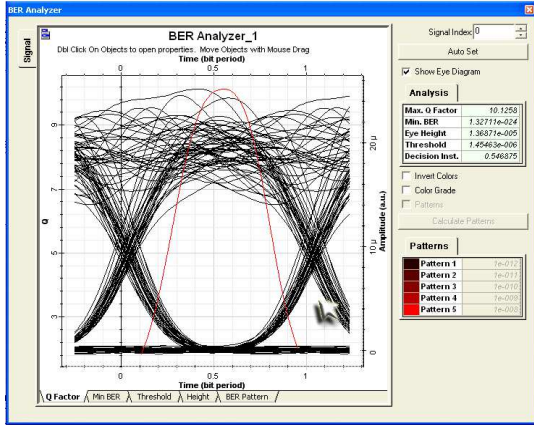 BER Analyzer
Signal Index: 0
BER Analyzer_1
Auto Set
Dbl Click On Objects to open properties. Move Objects with Mouse Drag
Signal
Time (bit period)
0 0.5 1
Show Eye Diagram
Analysis
Max. Q Factor 10.1258
Min. BER 1.32711e-024
Eye Height 1.36871e-005
Threshold 1.45463e-006
Decision Inst. 0.546875
Invert Colors
Color Grade
Patterns
Calculate Patterns
Patterns
Pattern 1 1e-012
Pattern 2 1e-011
Pattern 3 1e-010
Pattern 4 1e-009
Pattern 5 1e-008
9
7
5
3
Q
20 µ
10 µ
0
Amplitude (a.u.)
0 0.5 1
Time (bit period)
Q Factor Min BER Threshold Height BER Pattern